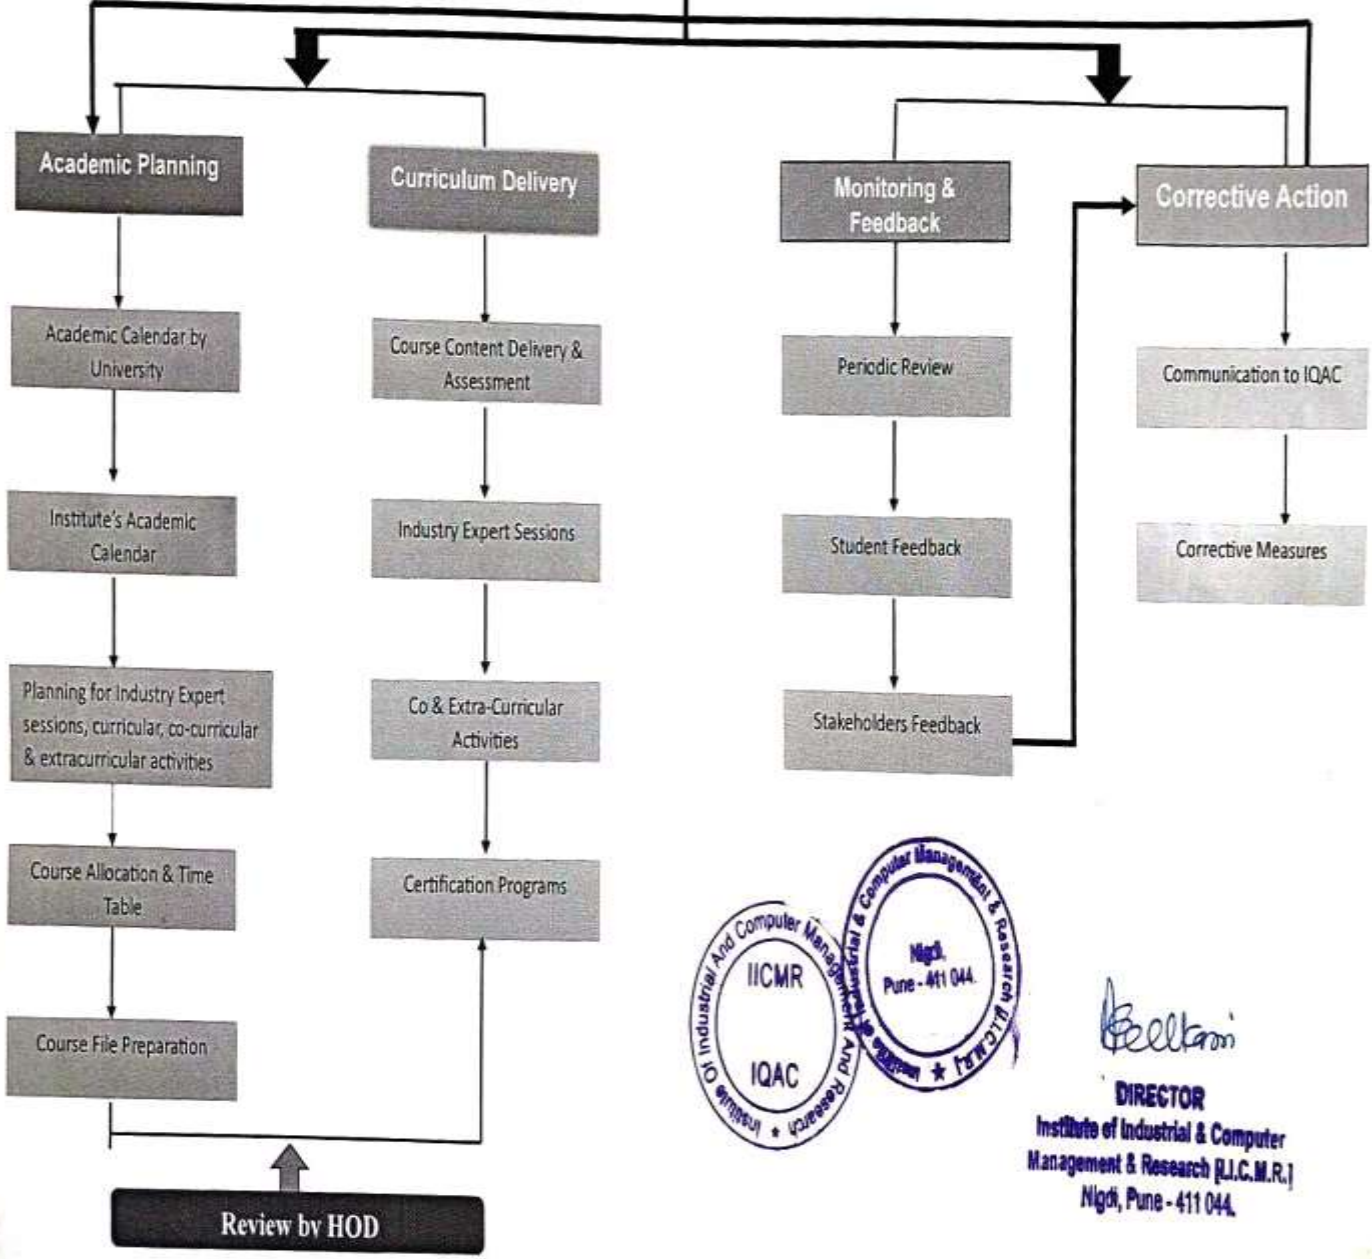 Academic Planning
Curriculum Delivery
Monitoring &
Feedback
Corrective Action
Academic Calendar by
University
Course Content Delivery &
Assessment
Periodic Review
Communication to IQAC
Institute's Academic
Calendar
Industry Expert Sessions
Student Feedback
Corrective Measures
Planning for Industry Expert
sessions, curricular, co-curricular
& extracurricular activities
Co & Extra-Curricular
Activities
Stakeholders Feedback
Course Allocation & Time
Table
Certification Programs
Course File Preparation
Review by HOD
Institute Of Industrial And Computer Management And Research ★
IICMR
IQAC
Institute of Industrial & Computer Management & Research [I.I.C.M.R.] ★
Nigdi,
Pune - 411 044.
DIRECTOR
Institute of Industrial & Computer
Management & Research [I.I.C.M.R.]
Nigdi, Pune - 411 044.